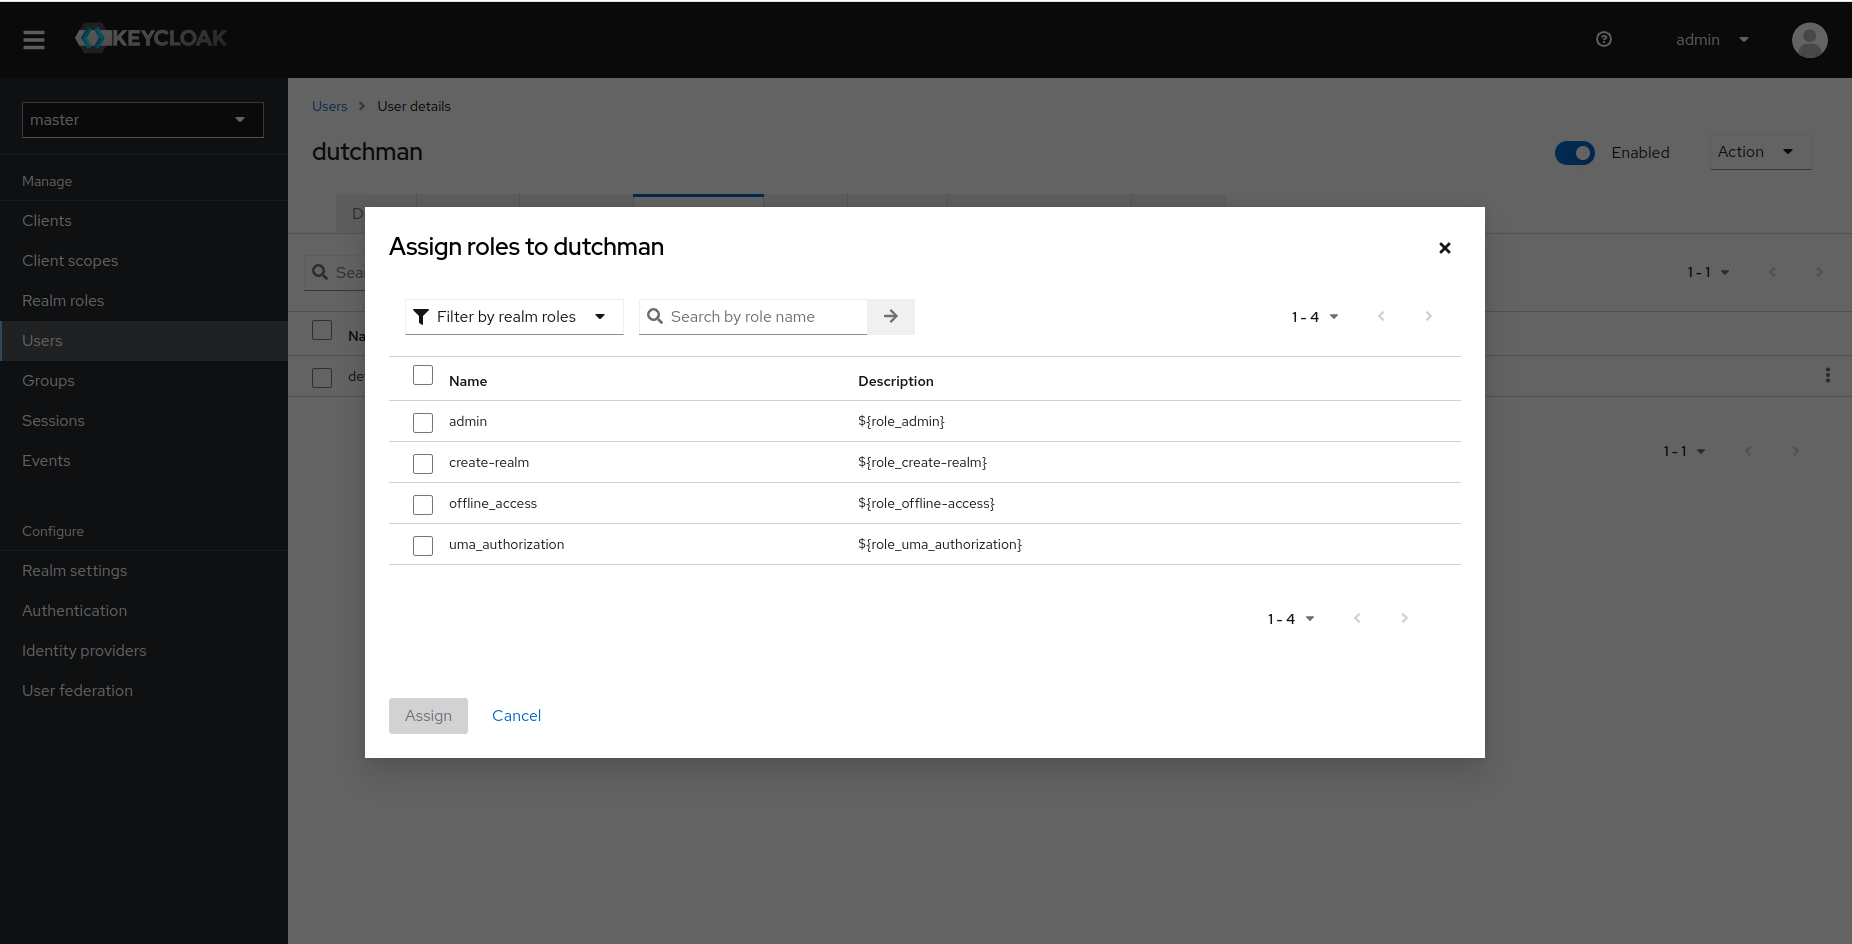 KEYCLOAK
admin
master
Manage
Clients
Client scopes
Realm roles
Users
Groups
Sessions
Events
Configure
Realm settings
Authentication
Identity providers
User federation
Users User details
dutchman
Enabled
Action
D
Sea
1 - 1
Na
de
1 - 1
Assign roles to dutchman
Filter by realm roles
Search by role name
1 - 4
Name Description
admin ${role_admin}
create-realm ${role_create-realm}
offline_access ${role_offline-access}
uma_authorization ${role_uma_authorization}
1 - 4
Assign Cancel